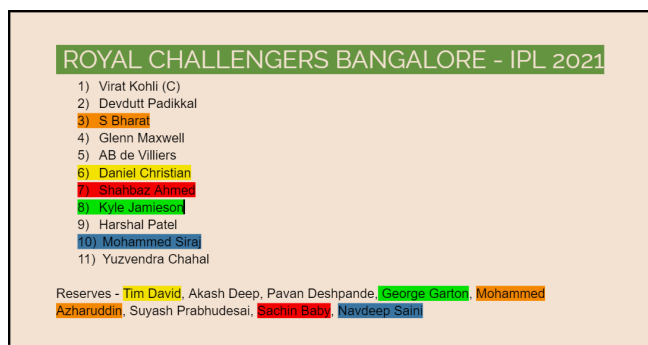 ROYAL CHALLENGERS BANGALORE - IPL 2021
1) Virat Kohli (C)
2) Devdutt Padikkal
3) S Bharat
4) Glenn Maxwell
5) AB de Villiers
6) Daniel Christian
7) Shahbaz Ahmed
8) Kyle Jamieson
9) Harshal Patel
10) Mohammed Siraj
11) Yuzvendra Chahal
Reserves - Tim David, Akash Deep, Pavan Deshpande, George Garton, Mohammed
Azharuddin, Suyash Prabhudesai, Sachin Baby, Navdeep Saini